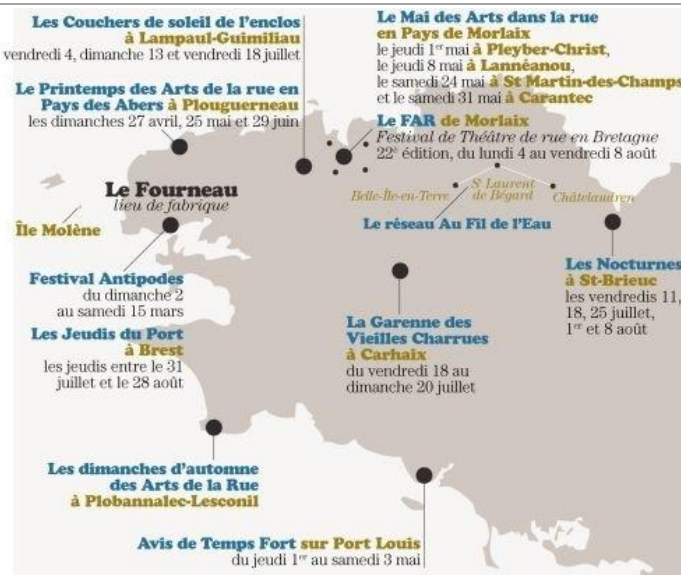 Les Couchers de soleil de l'enclos
à Lampaul-Guimiliau
vendredi 4, dimanche 13 et vendredi 18 juillet
Le Printemps des Arts de la rue en
Pays des Abers à Plouguerneau
les dimanches 27 avril, 25 mai et 29 juin
Le Mai des Arts dans la rue
en Pays de Morlaix
le jeudi 1er mai à Pleyber-Christ,
le jeudi 8 mai à Lannéanou,
le samedi 24 mai à St Martin-des-Champs
et le samedi 31 mai à Carantec
Le FAR de Morlaix
Festival de Théâtre de rue en Bretagne
22è édition, du lundi 4 au vendredi 8 août
Le Fourneau
lieu de fabrique
Île Molène
Belle-Île-en-Terre
St Laurent
de Bégard
Châtelaudren
Le réseau Au Fil de l'Eau
Festival Antipodes
du dimanche 2
au samedi 15 mars
Les Jeudis du Port
à Brest
les jeudis entre le 31
juillet et le 28 août
La Garenne des
Vieilles Charrues
à Carhaix
du vendredi 18 au
dimanche 20 juillet
Les Nocturnes
à St-Brieuc
les vendredis 11,
18, 25 juillet,
1er et 8 août
Les dimanches d'automne
des Arts de la Rue
à Plobannalec-Lesconil
Avis de Temps Fort sur Port Louis
du jeudi 1er au samedi 3 mai